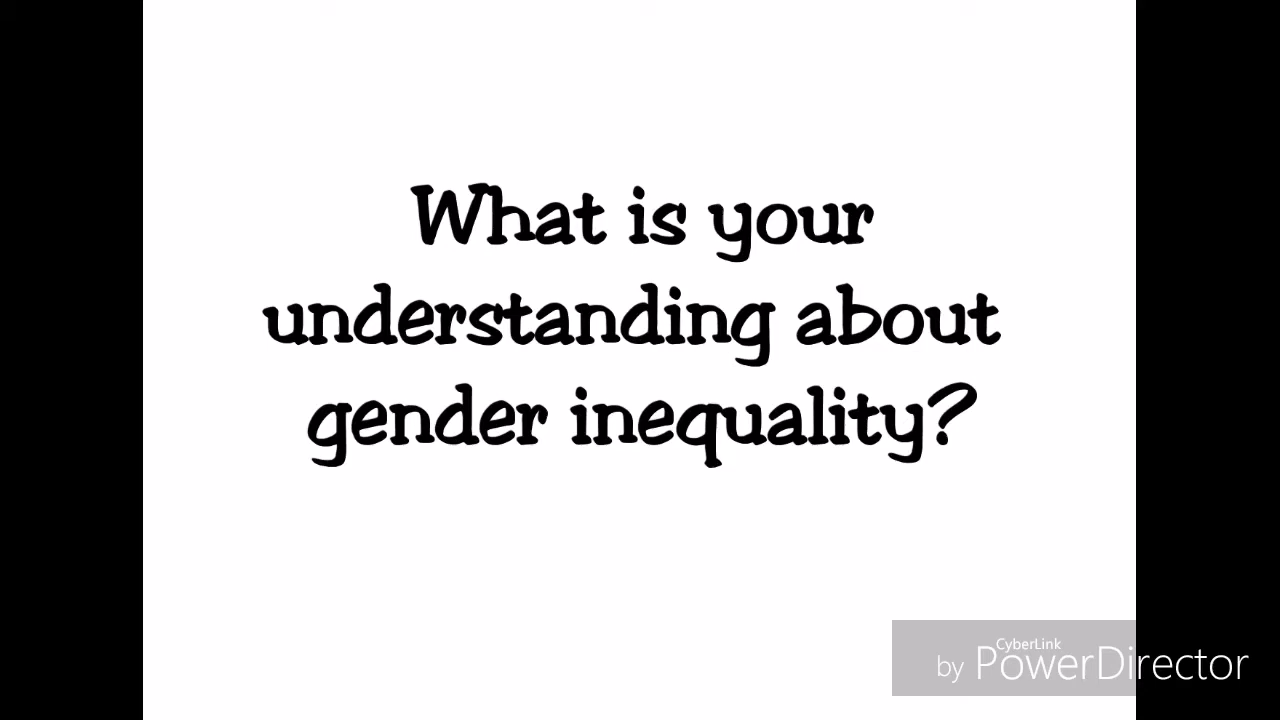 What is your
understanding about
gender inequality?
CyberLink
by PowerDirector